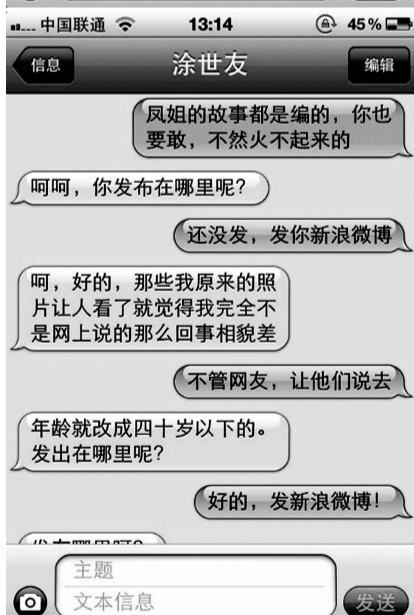 中国联通 13:14 45%
信息 涂世友 编辑
凤姐的故事都是编的，你也
要敢，不然火不起来的
呵呵，你发布在哪里呢？
还没发，发你新浪微博
呵，好的，那些我原来的照
片让人看了就觉得我完全不
是网上说的那么回事相貌差
不管网友，让他们说去
年龄就改成四十岁以下的。
发出在哪里呢？
好的，发新浪微博！
主题
文本信息
发送